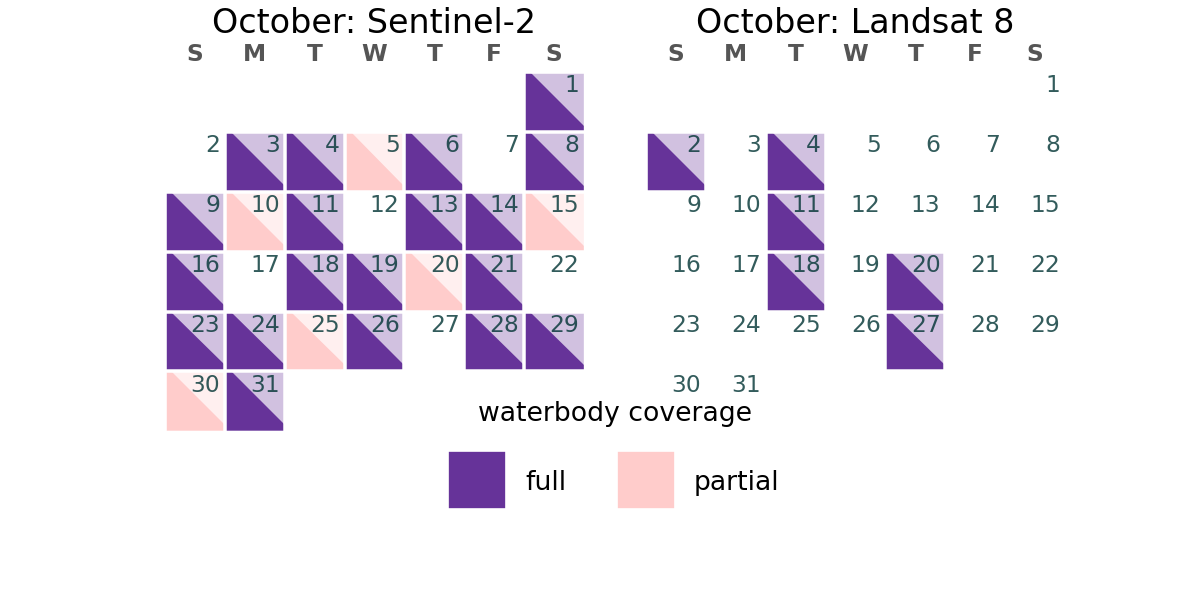 October: Sentinel-2
S M T W T F S
1
2 3 4 5 6 7 8
9 10 11 12 13 14 15
16 17 18 19 20 21 22
23 24 25 26 27 28 29
30 31
October: Landsat 8
S M T W T F S
1
2 3 4 5 6 7 8
9 10 11 12 13 14 15
16 17 18 19 20 21 22
23 24 25 26 27 28 29
30 31
waterbody coverage
full partial